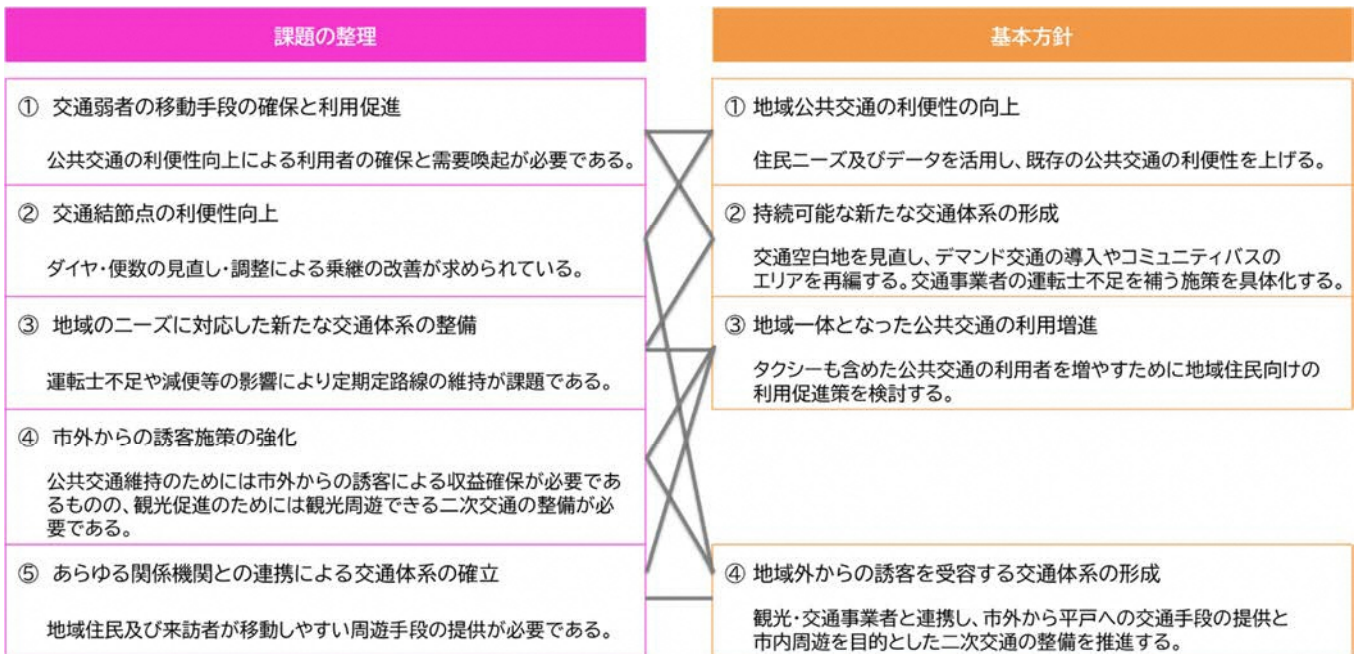 課題の整理
① 交通弱者の移動手段の確保と利用促進
公共交通の利便性向上による利用者の確保と需要喚起が必要である。
② 交通結節点の利便性向上
ダイヤ・便数の見直し・調整による乗継の改善が求められている。
③ 地域のニーズに対応した新たな交通体系の整備
運転士不足や減便等の影響により定期定路線の維持が課題である。
④ 市外からの誘客施策の強化
公共交通維持のためには市外からの誘客による収益確保が必要であ
るものの、観光促進のためには観光周遊できる二次交通の整備が必
要である。
⑤ あらゆる関係機関との連携による交通体系の確立
地域住民及び来訪者が移動しやすい周遊手段の提供が必要である。
基本方針
① 地域公共交通の利便性の向上
住民ニーズ及びデータを活用し、既存の公共交通の利便性を上げる。
② 持続可能な新たな交通体系の形成
交通空白地を見直し、デマンド交通の導入やコミュニティバスの
エリアを再編する。交通事業者の運転士不足を補う施策を具体化する。
③ 地域一体となった公共交通の利用増進
タクシーも含めた公共交通の利用者を増やすために地域住民向けの
利用促進策を検討する。
④ 地域外からの誘客を受容する交通体系の形成
観光・交通事業者と連携し、市外から平戸への交通手段の提供と
市内周遊を目的とした二次交通の整備を推進する。